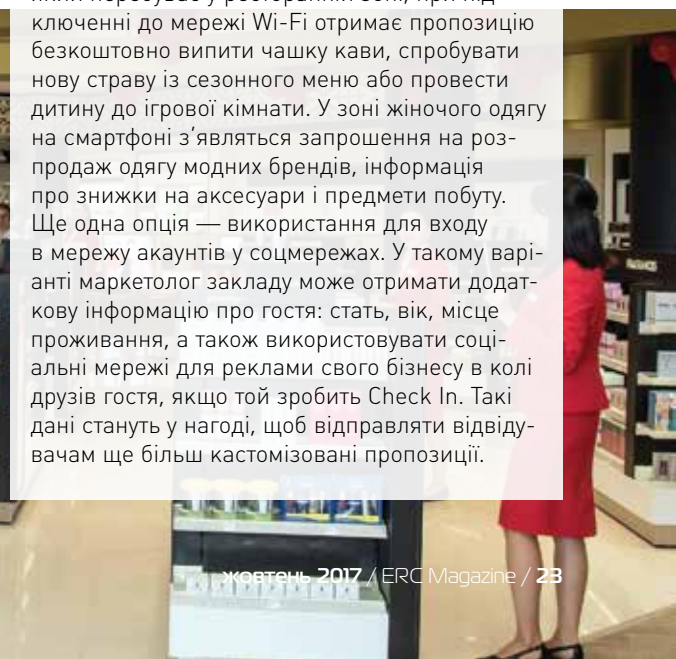 ключенні до мережі Wi-Fi отримає пропозицію
безкоштовно випити чашку кави, спробувати
нову страву із сезонного меню або провести
дитину до ігрової кімнати. У зоні жіночого одягу
на смартфоні з’являться запрошення на роз-
продаж одягу модних брендів, інформація
про знижки на аксесуари і предмети побуту.
Ще одна опція — використання для входу
в мережу акаунтів у соцмережах. У такому варі-
анті маркетолог закладу може отримати додат-
кову інформацію про гостя: стать, вік, місце
проживання, а також використовувати соці-
альні мережі для реклами свого бізнесу в колі
друзів гостя, якщо той зробить Check In. Такі
дані стануть у нагоді, щоб відправляти відвіду-
вачам ще більш кастомізовані пропозиції.
жовтень 2017 / ERC Magazine / 23